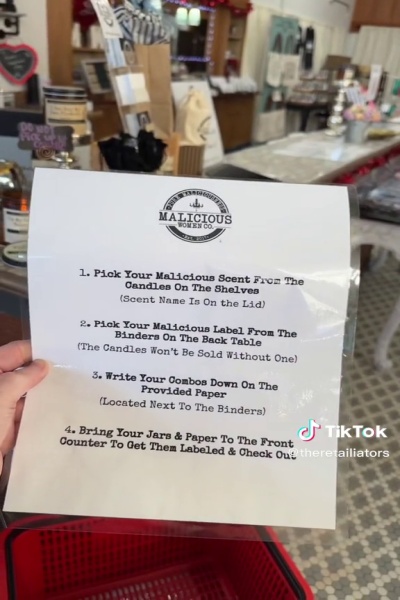 MALICIOUS
WOMEN CO.
1. Pick Your Malicious Scent From The
Candles On The Shelves
(Scent Name Is On the Lid)
2. Pick Your Malicious Label From The
Binders On The Back Table
(The Candles Won't Be Sold Without One)
3. Write Your Combos Down On The
Provided Paper
(Located Next To The Binders)
4. Bring Your Jars & Paper To The Front
Counter To Get Them Labeled & Check Out
TikTok
@theretailiators